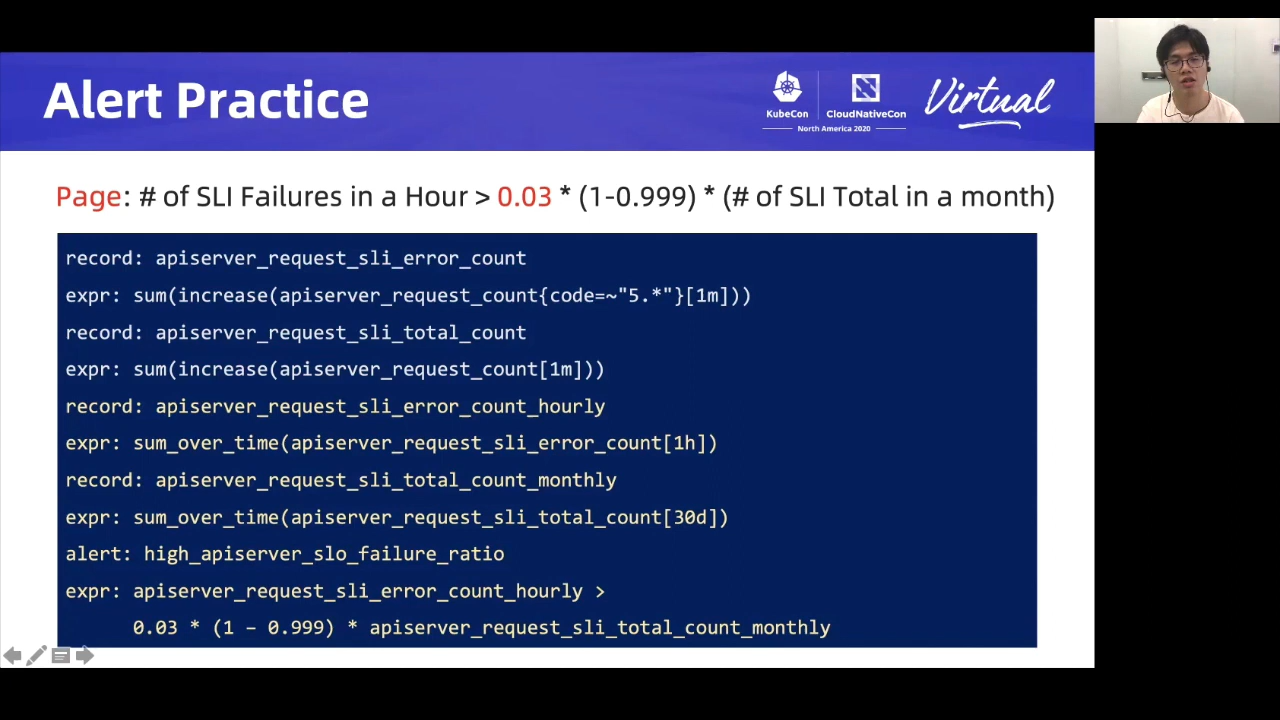 Alert Practice
KubeCon
CloudNativeCon
North America 2020
Virtual
Page: # of SLI Failures in a Hour > 0.03 * (1-0.999) * (# of SLI Total in a month)
record: apiserver_request_sli_error_count
expr: sum(increase(apiserver_request_count{code=~"5.*"}[1m]))
record: apiserver_request_sli_total_count
expr: sum(increase(apiserver_request_count[1m]))
record: apiserver_request_sli_error_count_hourly
expr: sum_over_time(apiserver_request_sli_error_count[1h])
record: apiserver_request_sli_total_count_monthly
expr: sum_over_time(apiserver_request_sli_total_count[30d])
alert: high_apiserver_slo_failure_ratio
expr: apiserver_request_sli_error_count_hourly >
0.03 * (1 – 0.999) * apiserver_request_sli_total_count_monthly